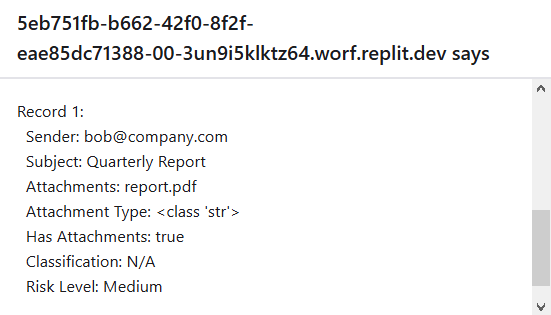 5eb751fb-b662-42f0-8f2f-
eae85dc71388-00-3un9i5klktz64.worf.replit.dev says
Record 1:
Sender: bob@company.com
Subject: Quarterly Report
Attachments: report.pdf
Attachment Type: <class 'str'>
Has Attachments: true
Classification: N/A
Risk Level: Medium